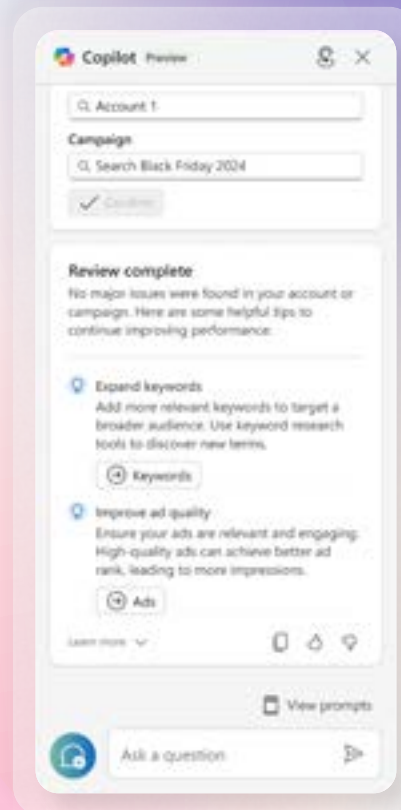 Copilot Preview
Account 1
Campaign
Search Black Friday 2024
Confirm
Review complete
No major issues were found in your account or
campaign. Here are some helpful tips to
continue improving performance:
Expand keywords
Add more relevant keywords to target a
broader audience. Use keyword research
tools to discover new terms.
Keywords
Improve ad quality
Ensure your ads are relevant and engaging.
High-quality ads can achieve better ad
rank, leading to more impressions.
Ads
Learn more
View prompts
Ask a question